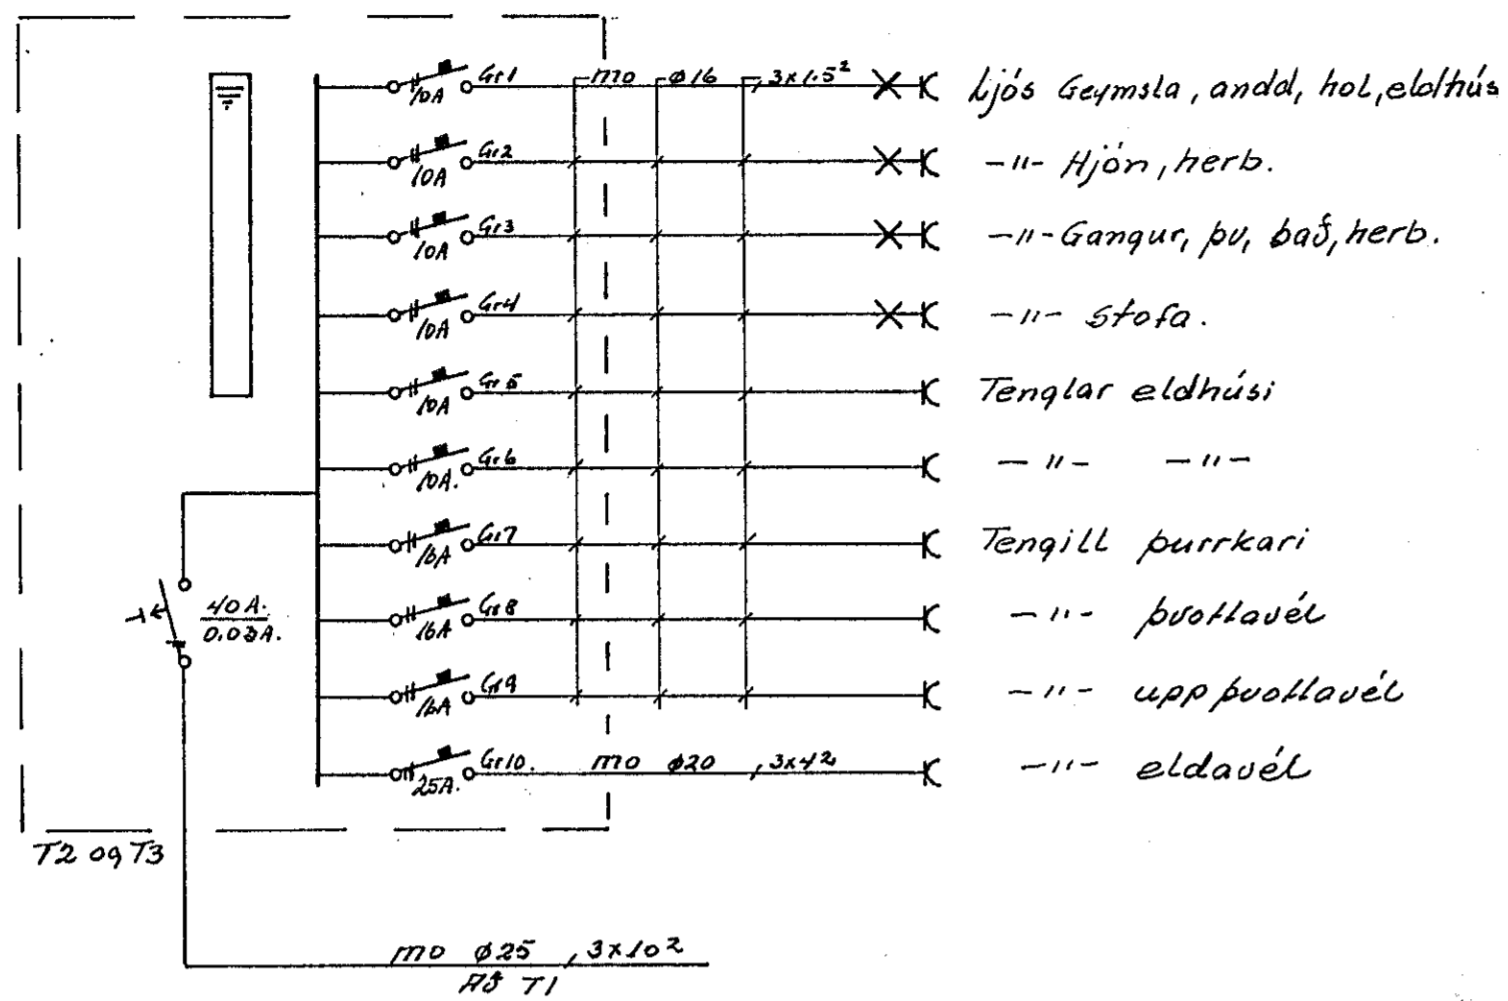 Gr1 10A mo ø16 3x1.5² Ljós Geymsla, andd, hol, eldhús
Gr2 10A -"- Hjón, herb.
Gr3 10A -"- Gangur, þv, bað, herb.
Gr4 10A -"- Stofa.
Gr5 10A Tenglar eldhúsi
Gr6 10A. -"- -"-
Gr7 16A Tengill þurrkari
Gr8 16A -"- þvottavél
Gr9 16A -"- uppþvottavél
Gr10. 25A. mo ø20 3x4² -"- eldavél
40A.
0.03A.
T2 og T3
mo ø25 3x10²
Að T1